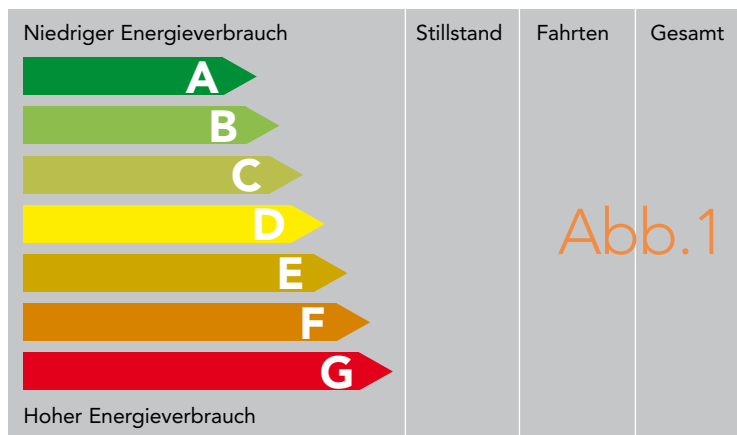 Niedriger Energieverbrauch Stillstand Fahrten Gesamt
A
B
C
D
E
F
G
Hoher Energieverbrauch
Abb.1